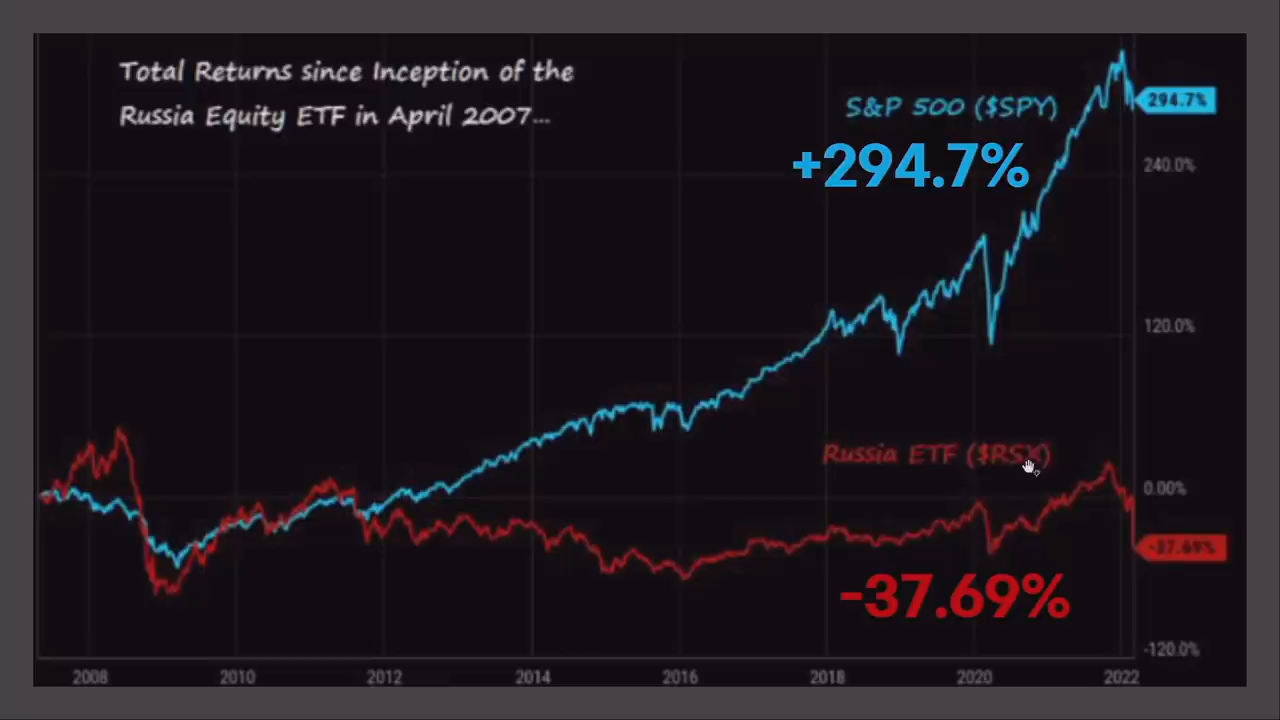 Total Returns since Inception of the
Russia Equity ETF in April 2007...
S&P 500 ($SPY)
+294.7%
294.7%
240.0%
120.0%
Russia ETF ($RSX)
0.00%
-37.69%
-37.69%
-120.0%
2008 2010 2012 2014 2016 2018 2020 2022